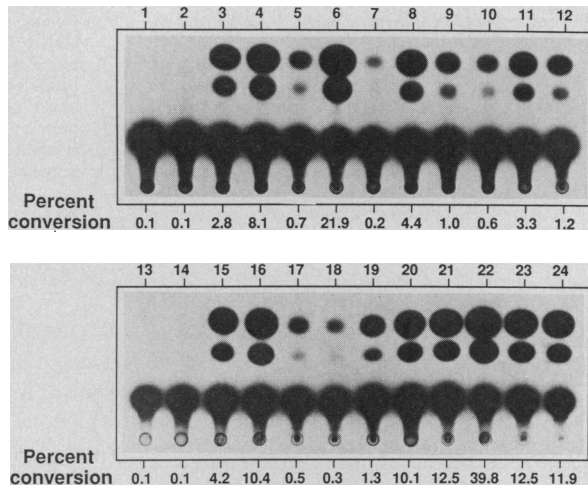 1 2 3 4 5 6 7 8 9 10 11 12
Percent
conversion 0.1 0.1 2.8 8.1 0.7 21.9 0.2 4.4 1.0 0.6 3.3 1.2
13 14 15 16 17 18 19 20 21 22 23 24
Percent
conversion 0.1 0.1 4.2 10.4 0.5 0.3 1.3 10.1 12.5 39.8 12.5 11.9